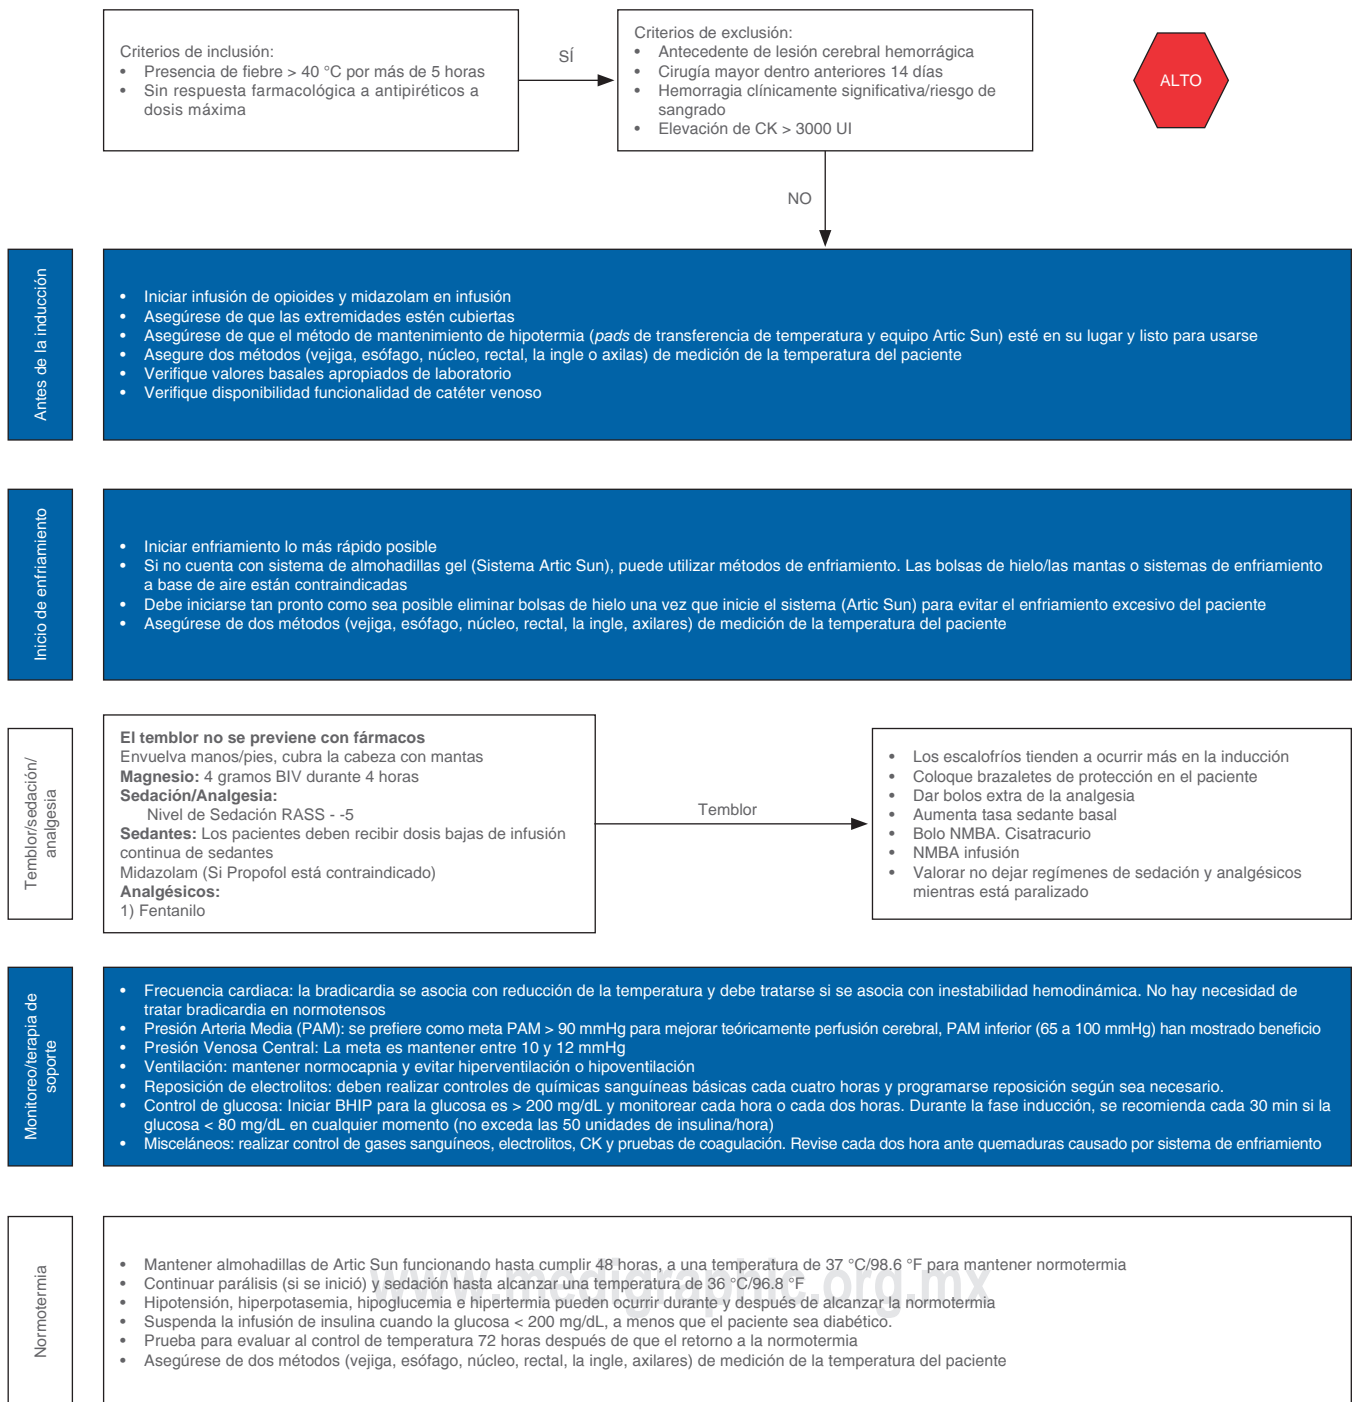 Criterios de inclusión:
• Presencia de fiebre > 40 °C por más de 5 horas
• Sin respuesta farmacológica a antipiréticos a
dosis máxima
SÍ
Criterios de exclusión:
• Antecedente de lesión cerebral hemorrágica
• Cirugía mayor dentro anteriores 14 días
• Hemorragia clínicamente significativa/riesgo de
sangrado
• Elevación de CK > 3000 UI
ALTO
NO
Antes de la inducción
• Iniciar infusión de opioides y midazolam en infusión
• Asegúrese de que las extremidades estén cubiertas
• Asegúrese de que el método de mantenimiento de hipotermia (pads de transferencia de temperatura y equipo Artic Sun) esté en su lugar y listo para usarse
• Asegure dos métodos (vejiga, esófago, núcleo, rectal, la ingle o axilas) de medición de la temperatura del paciente
• Verifique valores basales apropiados de laboratorio
• Verifique disponibilidad funcionalidad de catéter venoso
Inicio de enfriamiento
• Iniciar enfriamiento lo más rápido posible
• Si no cuenta con sistema de almohadillas gel (Sistema Artic Sun), puede utilizar métodos de enfriamiento. Las bolsas de hielo/las mantas o sistemas de enfriamiento
a base de aire están contraindicadas
• Debe iniciarse tan pronto como sea posible eliminar bolsas de hielo una vez que inicie el sistema (Artic Sun) para evitar el enfriamiento excesivo del paciente
• Asegúrese de dos métodos (vejiga, esófago, núcleo, rectal, la ingle, axilares) de medición de la temperatura del paciente
Temblor/sedación/
analgesia
El temblor no se previene con fármacos
Envuelva manos/pies, cubra la cabeza con mantas
Magnesio: 4 gramos BIV durante 4 horas
Sedación/Analgesia:
Nivel de Sedación RASS - -5
Sedantes: Los pacientes deben recibir dosis bajas de infusión
continua de sedantes
Midazolam (Si Propofol está contraindicado)
Analgésicos:
1) Fentanilo
Temblor
• Los escalofríos tienden a ocurrir más en la inducción
• Coloque brazaletes de protección en el paciente
• Dar bolos extra de la analgesia
• Aumenta tasa sedante basal
• Bolo NMBA. Cisatracurio
• NMBA infusión
• Valorar no dejar regímenes de sedación y analgésicos
mientras está paralizado
Monitoreo/terapia de
soporte
• Frecuencia cardiaca: la bradicardia se asocia con reducción de la temperatura y debe tratarse si se asocia con inestabilidad hemodinámica. No hay necesidad de
tratar bradicardia en normotensos
• Presión Arteria Media (PAM): se prefiere como meta PAM > 90 mmHg para mejorar teóricamente perfusión cerebral, PAM inferior (65 a 100 mmHg) han mostrado beneficio
• Presión Venosa Central: La meta es mantener entre 10 y 12 mmHg
• Ventilación: mantener normocapnia y evitar hiperventilación o hipoventilación
• Reposición de electrolitos: deben realizar controles de químicas sanguíneas básicas cada cuatro horas y programarse reposición según sea necesario.
• Control de glucosa: Iniciar BHIP para la glucosa es > 200 mg/dL y monitorear cada hora o cada dos horas. Durante la fase inducción, se recomienda cada 30 min si la
glucosa < 80 mg/dL en cualquier momento (no exceda las 50 unidades de insulina/hora)
• Misceláneos: realizar control de gases sanguíneos, electrolitos, CK y pruebas de coagulación. Revise cada dos hora ante quemaduras causado por sistema de enfriamiento
Normotermia
• Mantener almohadillas de Artic Sun funcionando hasta cumplir 48 horas, a una temperatura de 37 °C/98.6 °F para mantener normotermia
• Continuar parálisis (si se inició) y sedación hasta alcanzar una temperatura de 36 °C/96.8 °F
www.medigraphic.org.mx
• Hipotensión, hiperpotasemia, hipoglucemia e hipertermia pueden ocurrir durante y después de alcanzar la normotermia
• Suspenda la infusión de insulina cuando la glucosa < 200 mg/dL, a menos que el paciente sea diabético.
• Prueba para evaluar al control de temperatura 72 horas después de que el retorno a la normotermia
• Asegúrese de dos métodos (vejiga, esófago, núcleo, rectal, la ingle, axilares) de medición de la temperatura del paciente